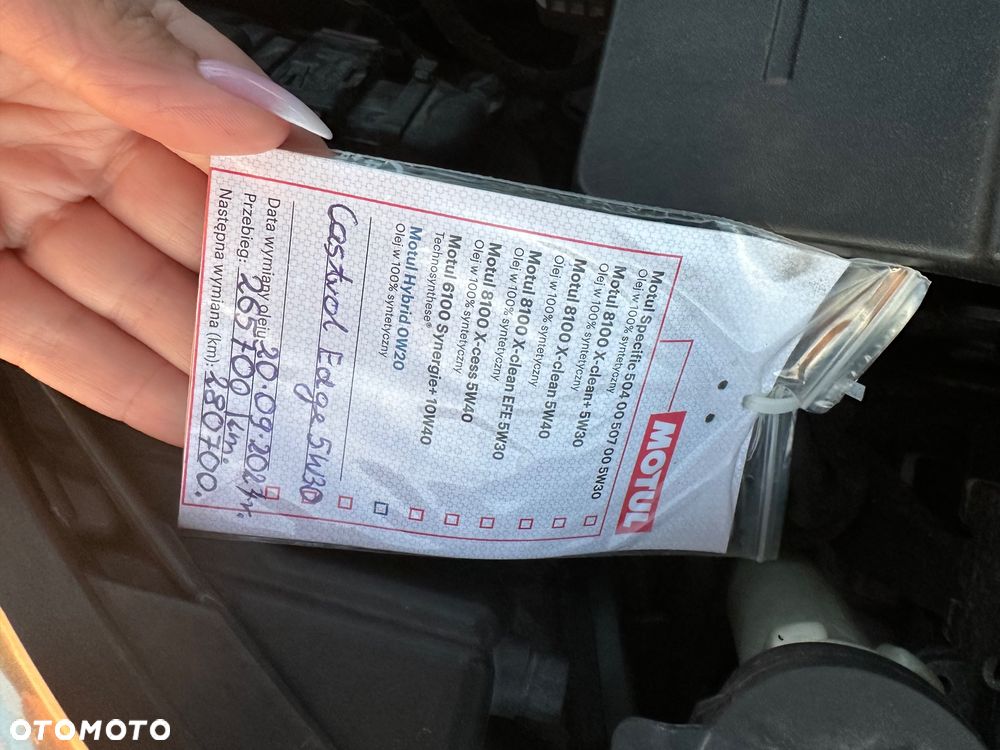 MOTUL
Motul Specific 504 00 507 00 5W30
Olej w 100% syntetyczny
Motul 8100 X-clean+ 5W30
Olej w 100% syntetyczny
Motul 8100 X-clean 5W40
Olej w 100% syntetyczny
Motul 8100 X-clean EFE 5W30
Olej w 100% syntetyczny
Motul 8100 X-cess 5W40
Olej w 100% syntetyczny
Motul 6100 Synergie+ 10W40
Technosynthese®
Motul Hybrid 0W20
Olej w 100% syntetyczny
Castrol Edge 5W30
Data wymiany oleju: 20.09.2024r.
Przebieg: 265700 km.
Następna wymiana (km): 280700.
OTOMOTO